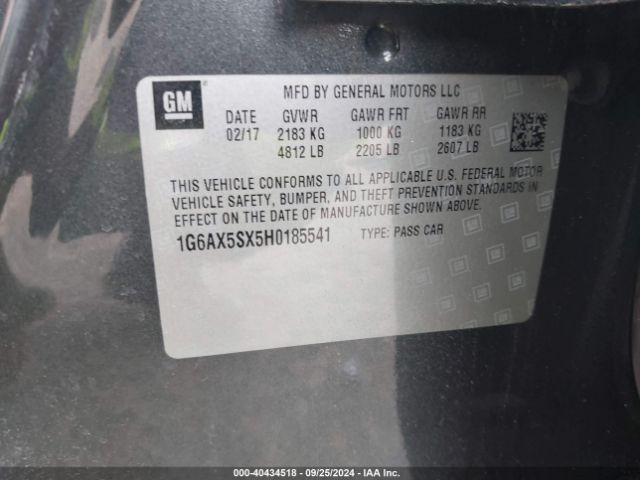 GM
MFD BY GENERAL MOTORS LLC
DATE GVWR GAWR FRT GAWR RR
02/17 2183 KG 1000 KG 1183 KG
4812 LB 2205 LB 2607 LB
THIS VEHICLE CONFORMS TO ALL APPLICABLE U.S. FEDERAL MOTOR
VEHICLE SAFETY, BUMPER, AND THEFT PREVENTION STANDARDS IN
EFFECT ON THE DATE OF MANUFACTURE SHOWN ABOVE.
1G6AX5SX5H0185541 TYPE: PASS CAR
000-40434518 - 09/25/2024 - IAA Inc.